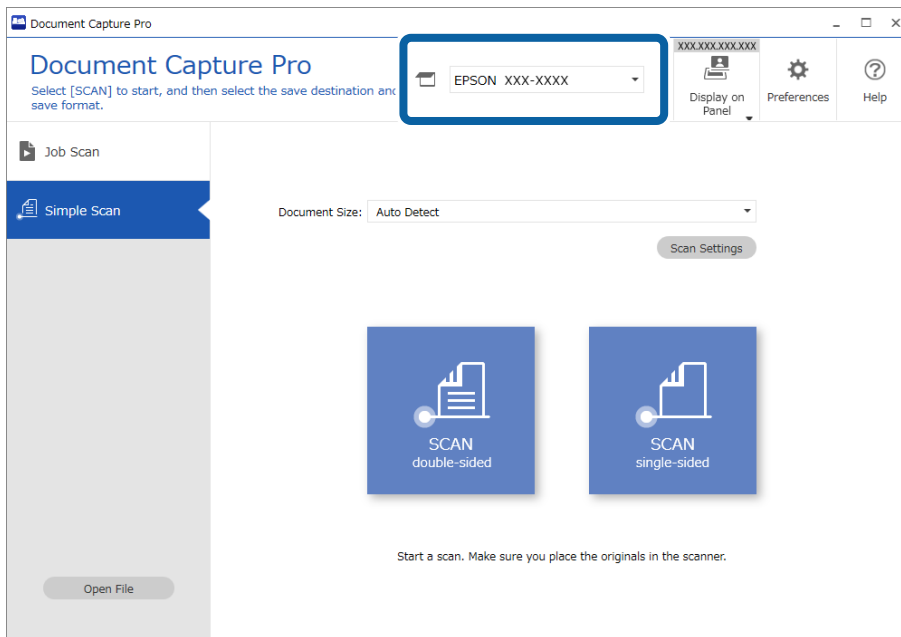 Document Capture Pro
Document Capture Pro
Select [SCAN] to start, and then select the save destination and
save format.
EPSON XXX-XXXX
XXX.XXX.XXX.XXX
Display on
Panel
Preferences
Help
Job Scan
Simple Scan
Document Size: Auto Detect
Scan Settings
SCAN
double-sided
SCAN
single-sided
Start a scan. Make sure you place the originals in the scanner.
Open File